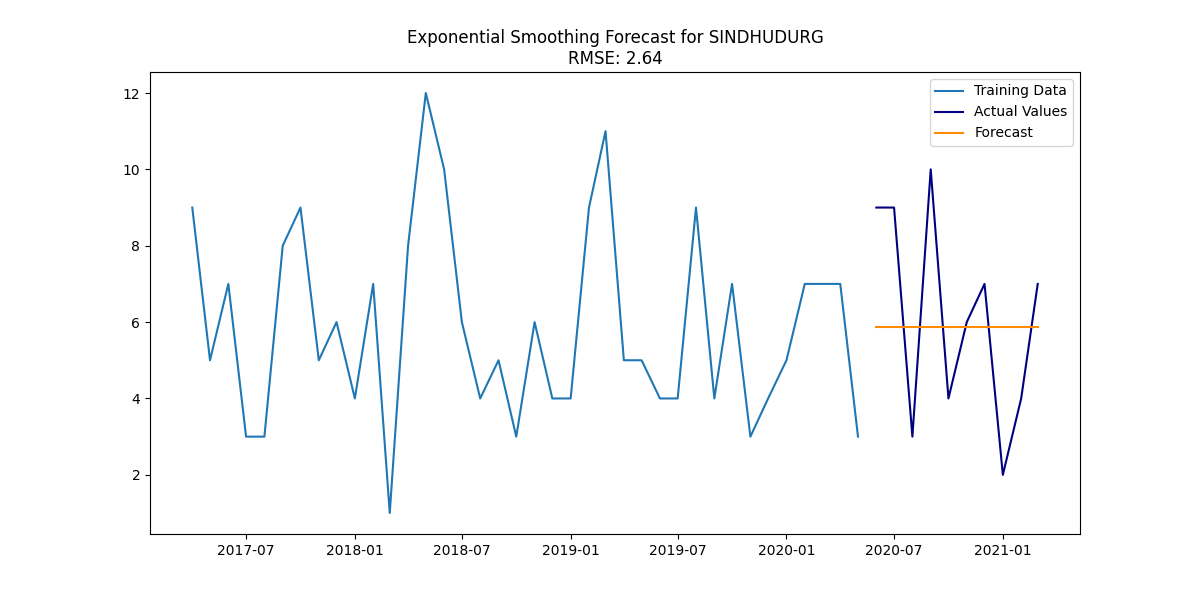 Exponential Smoothing Forecast for SINDHUDURG
RMSE: 2.64
Training Data
Actual Values
Forecast
12
10
8
6
4
2
2017-07
2018-01
2018-07
2019-01
2019-07
2020-01
2020-07
2021-01